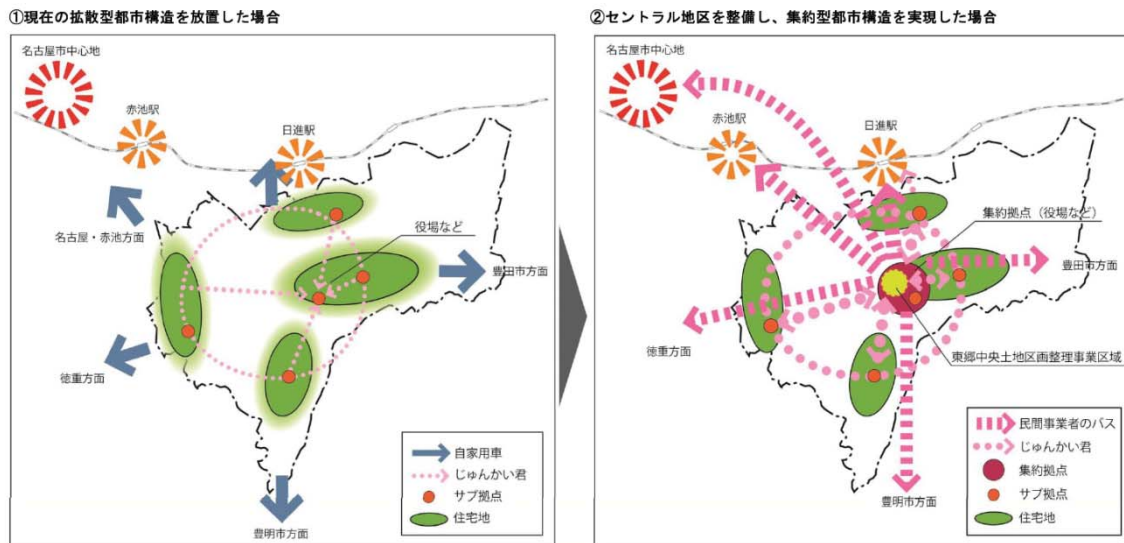 ①現在の拡散型都市構造を放置した場合
名古屋市中心地
赤池駅
日進駅
名古屋・赤池方面
役場など
豊田市方面
徳重方面
豊明市方面
自家用車
じゅんかい君
サブ拠点
住宅地
②セントラル地区を整備し、集約型都市構造を実現した場合
名古屋市中心地
赤池駅
日進駅
集約拠点（役場など）
豊田市方面
徳重方面
東郷中央土地区画整理事業区域
豊明市方面
民間事業者のバス
じゅんかい君
集約拠点
サブ拠点
住宅地